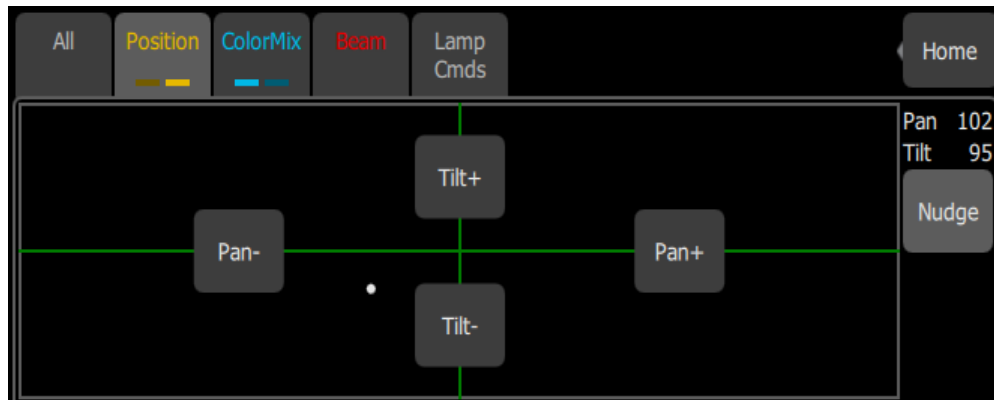 All
Position
ColorMix
Beam
Lamp
Cmds
Home
Pan 102
Tilt 95
Tilt+
Nudge
Pan-
Pan+
Tilt-